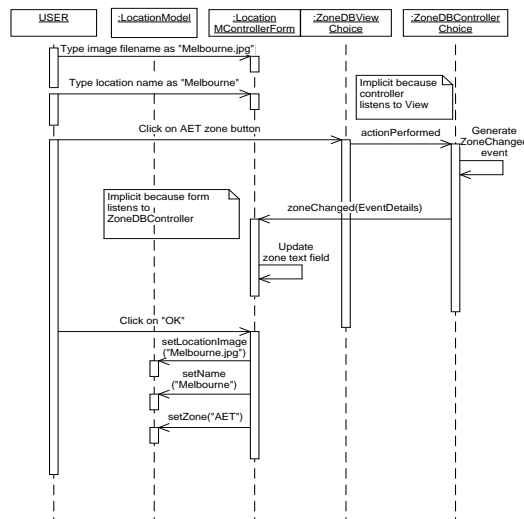 USER
:LocationModel
:Location
MControllerForm
:ZoneDBView
Choice
:ZoneDBController
Choice
Type image filename as "Melbourne.jpg"
Type location name as "Melbourne"
Implicit because
controller
listens to View
Click on AET zone button
actionPerformed
Generate
ZoneChanged
event
Implicit because form
listens to
ZoneDBController
zoneChanged(EventDetails)
Update
zone text field
Click on "OK"
setLocationImage
("Melbourne.jpg")
setName
("Melbourne")
setZone("AET")